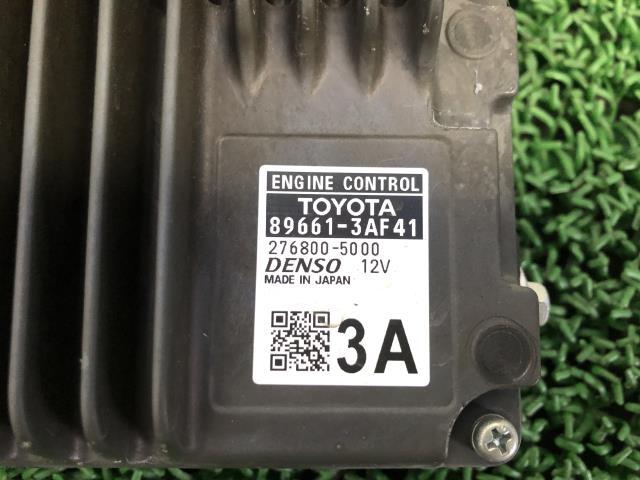 ENGINE CONTROL
TOYOTA
89661-3AF41
276800-5000
DENSO 12V
MADE IN JAPAN
3A